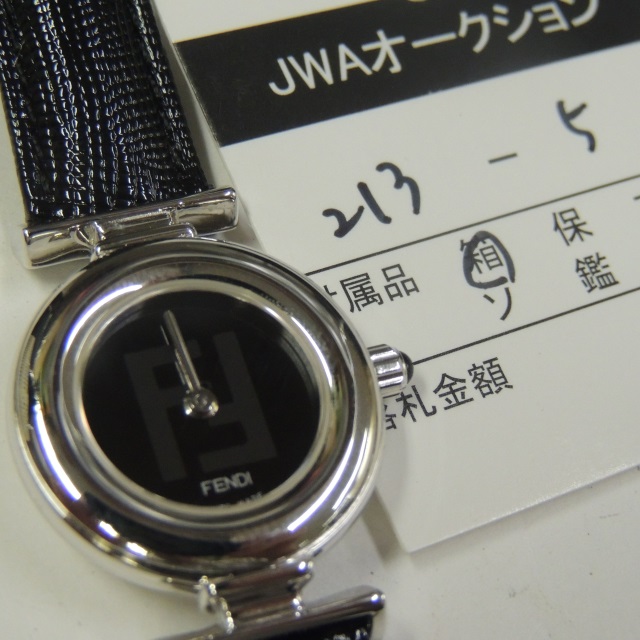 JWAオークション
213-5
付属品 箱 保
ソ 鑑
落札金額
FENDI